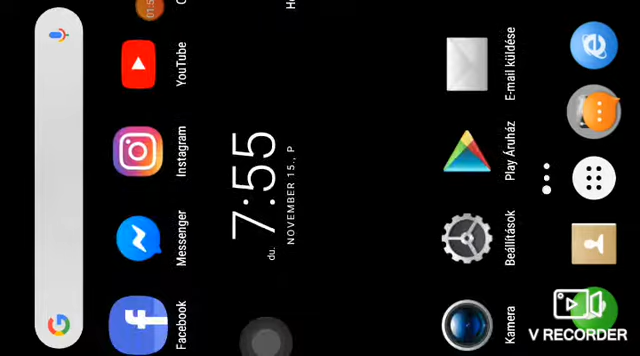 Facebook Messenger Instagram YouTube
du. 7:55
NOVEMBER 15., P
Kamera Beállítások Play Áruház E-mail küldése
V RECORDER